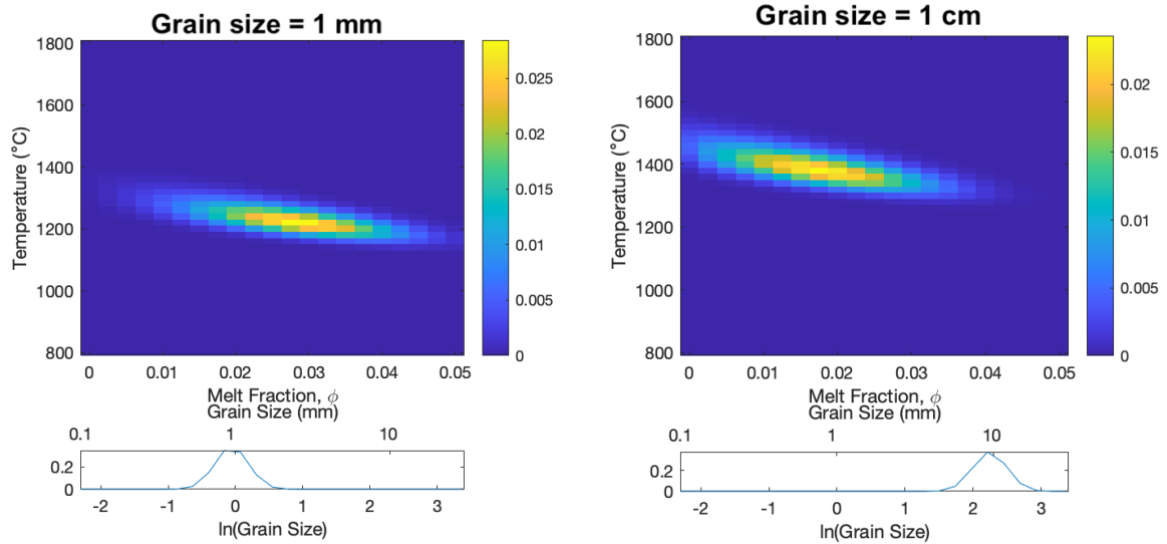 Grain size = 1 mm
1800
1600
1400
1200
1000
800
Temperature (°C)
0 0.01 0.02 0.03 0.04 0.05
Melt Fraction, ϕ
0.025
0.02
0.015
0.01
0.005
0
Grain Size (mm)
0.1 1 10
0.2
0
-2 -1 0 1 2 3
ln(Grain Size)
Grain size = 1 cm
1800
1600
1400
1200
1000
800
Temperature (°C)
0 0.01 0.02 0.03 0.04 0.05
Melt Fraction, ϕ
0.02
0.015
0.01
0.005
0
Grain Size (mm)
0.1 1 10
0.2
0
-2 -1 0 1 2 3
ln(Grain Size)